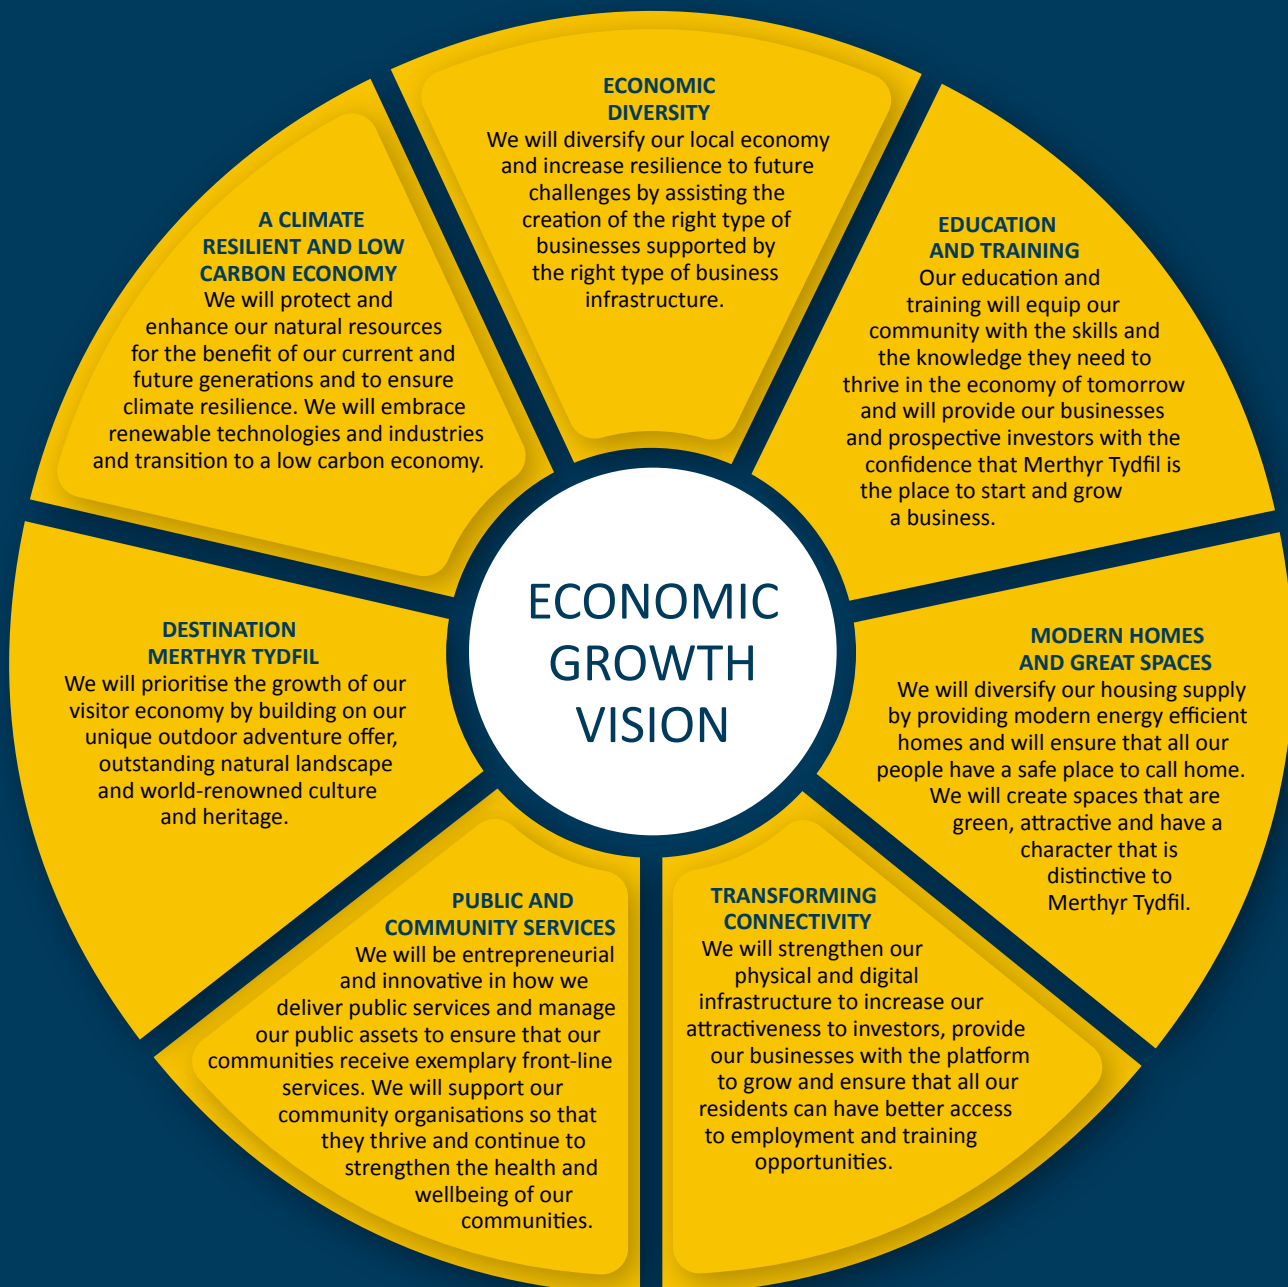 ECONOMIC
DIVERSITY
We will diversify our local economy
and increase resilience to future
challenges by assisting the
creation of the right type of
businesses supported by
the right type of business
infrastructure.
EDUCATION
AND TRAINING
Our education and
training will equip our
community with the skills and
the knowledge they need to
thrive in the economy of tomorrow
and will provide our businesses
and prospective investors with the
confidence that Merthyr Tydfil is
the place to start and grow
a business.
MODERN HOMES
AND GREAT SPACES
We will diversify our housing supply
by providing modern energy efficient
homes and will ensure that all our
people have a safe place to call home.
We will create spaces that are
green, attractive and have a
character that is
distinctive to
Merthyr Tydfil.
TRANSFORMING
CONNECTIVITY
We will strengthen our
physical and digital
infrastructure to increase our
attractiveness to investors, provide
our businesses with the platform
to grow and ensure that all our
residents can have better access
to employment and training
opportunities.
PUBLIC AND
COMMUNITY SERVICES
We will be entrepreneurial
and innovative in how we
deliver public services and manage
our public assets to ensure that our
communities receive exemplary front-line
services. We will support our
community organisations so that
they thrive and continue to
strengthen the health and
wellbeing of our
communities.
DESTINATION
MERTHYR TYDFIL
We will prioritise the growth of our
visitor economy by building on our
unique outdoor adventure offer,
outstanding natural landscape
and world-renowned culture
and heritage.
A CLIMATE
RESILIENT AND LOW
CARBON ECONOMY
We will protect and
enhance our natural resources
for the benefit of our current and
future generations and to ensure
climate resilience. We will embrace
renewable technologies and industries
and transition to a low carbon economy.
ECONOMIC
GROWTH
VISION